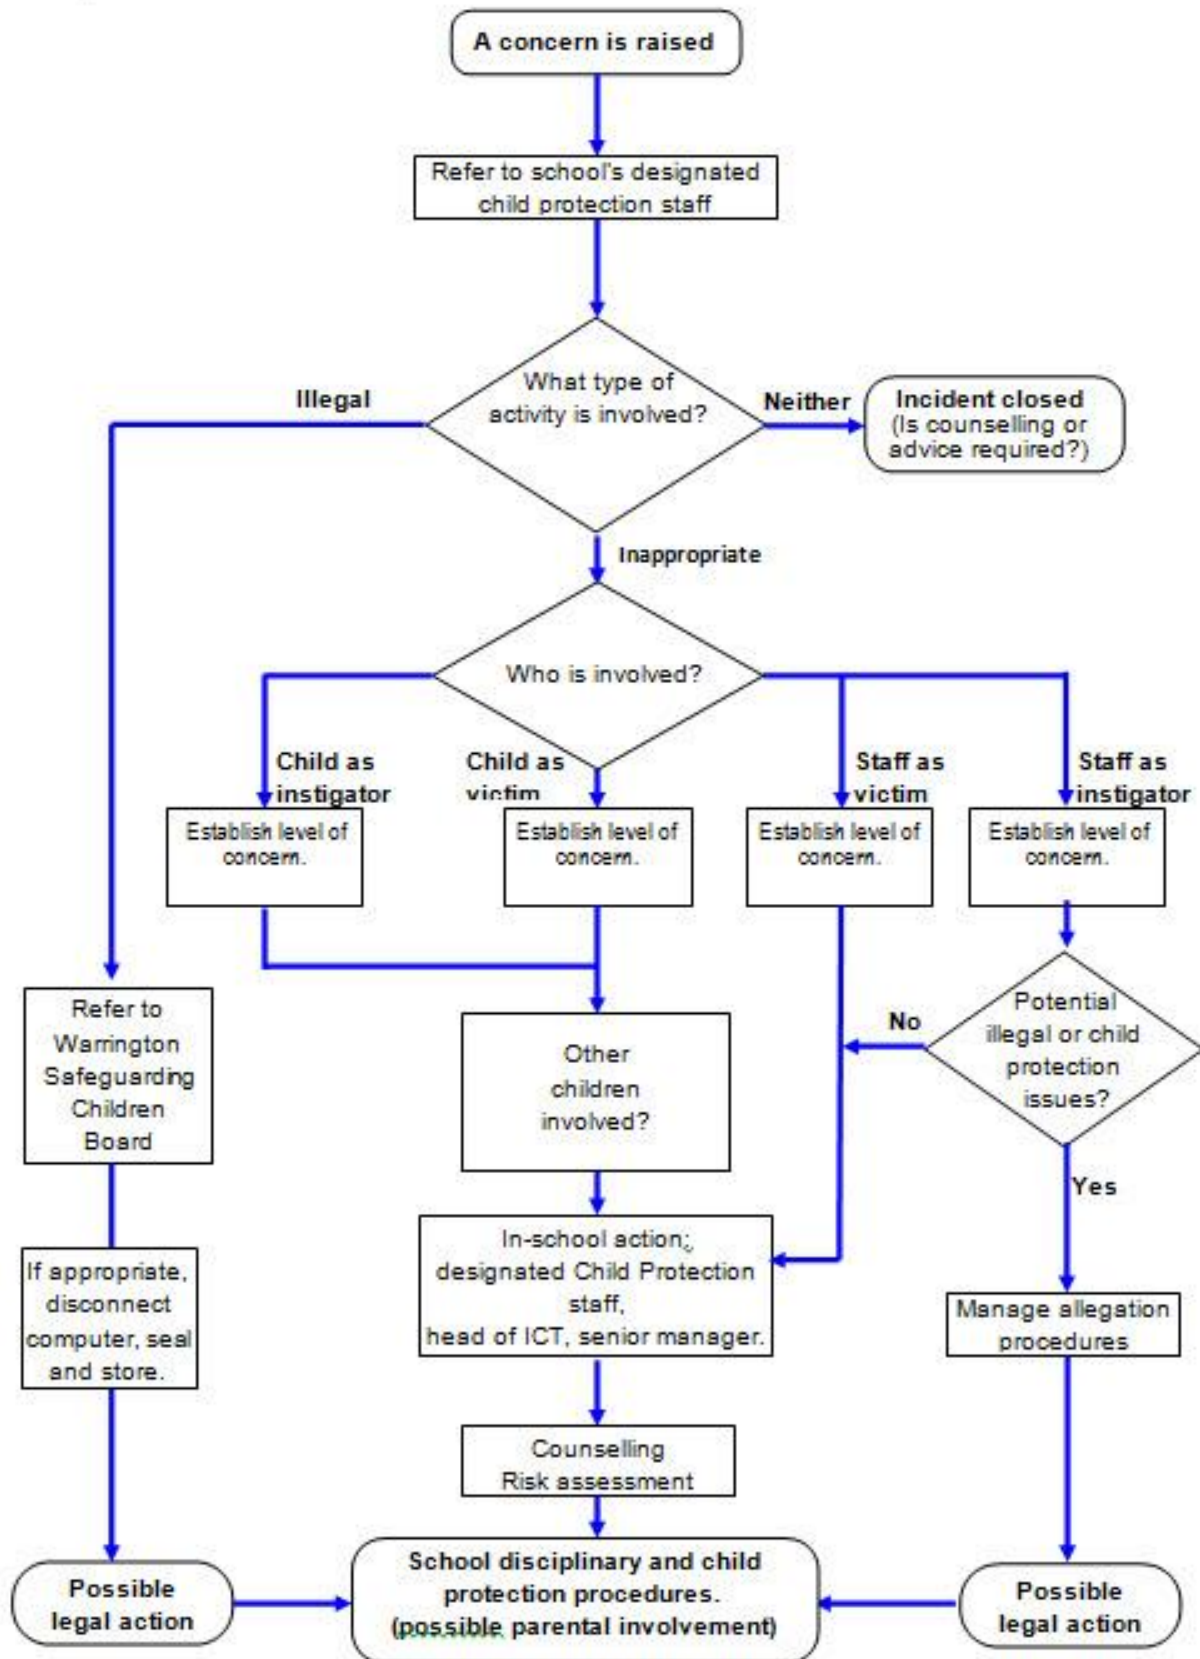 A concern is raised
Refer to school's designated
child protection staff
What type of
activity is involved?
Illegal
Neither
Incident closed
(Is counselling or
advice required?)
Inappropriate
Who is involved?
Child as
instigator
Child as
victim
Staff as
victim
Staff as
instigator
Establish level of
concern.
Establish level of
concern.
Establish level of
concern.
Establish level of
concern.
Refer to
Warrington
Safeguarding
Children
Board
Other
children
involved?
No
Potential
illegal or child
protection
issues?
Yes
If appropriate,
disconnect
computer, seal
and store.
In-school action;
designated Child Protection
staff,
head of ICT, senior manager.
Manage allegation
procedures
Counselling
Risk assessment
Possible
legal action
School disciplinary and child
protection procedures.
(possible parental involvement)
Possible
legal action